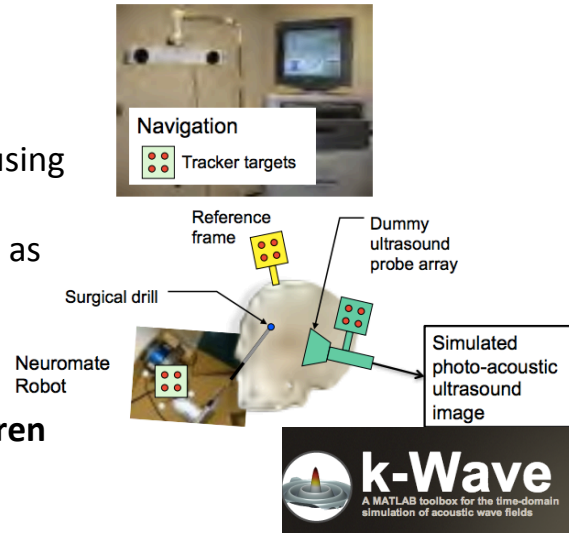 Navigation
Tracker targets
using
as
ren
Reference
frame
Dummy
ultrasound
probe array
Surgical drill
Neuromate
Robot
Simulated
photo-acoustic
ultrasound
image
k-Wave
A MATLAB toolbox for the time-domain
simulation of acoustic wave fields